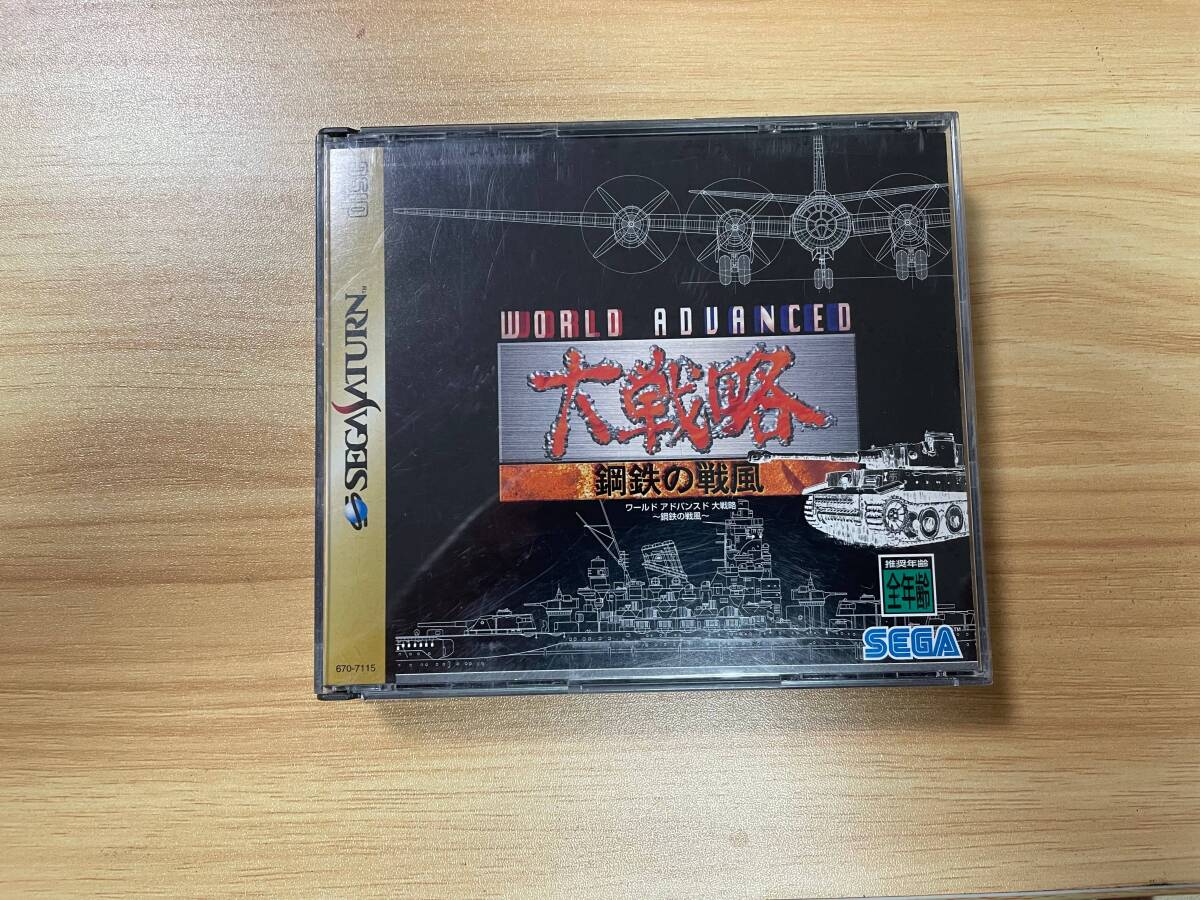 SEGA SATURN™
670-7115
WORLD ADVANCED
大戦略
鋼鉄の戦風
ワールド アドバンスド 大戦略
〜鋼鉄の戦風〜
推奨年齢
全年齢
SEGA™